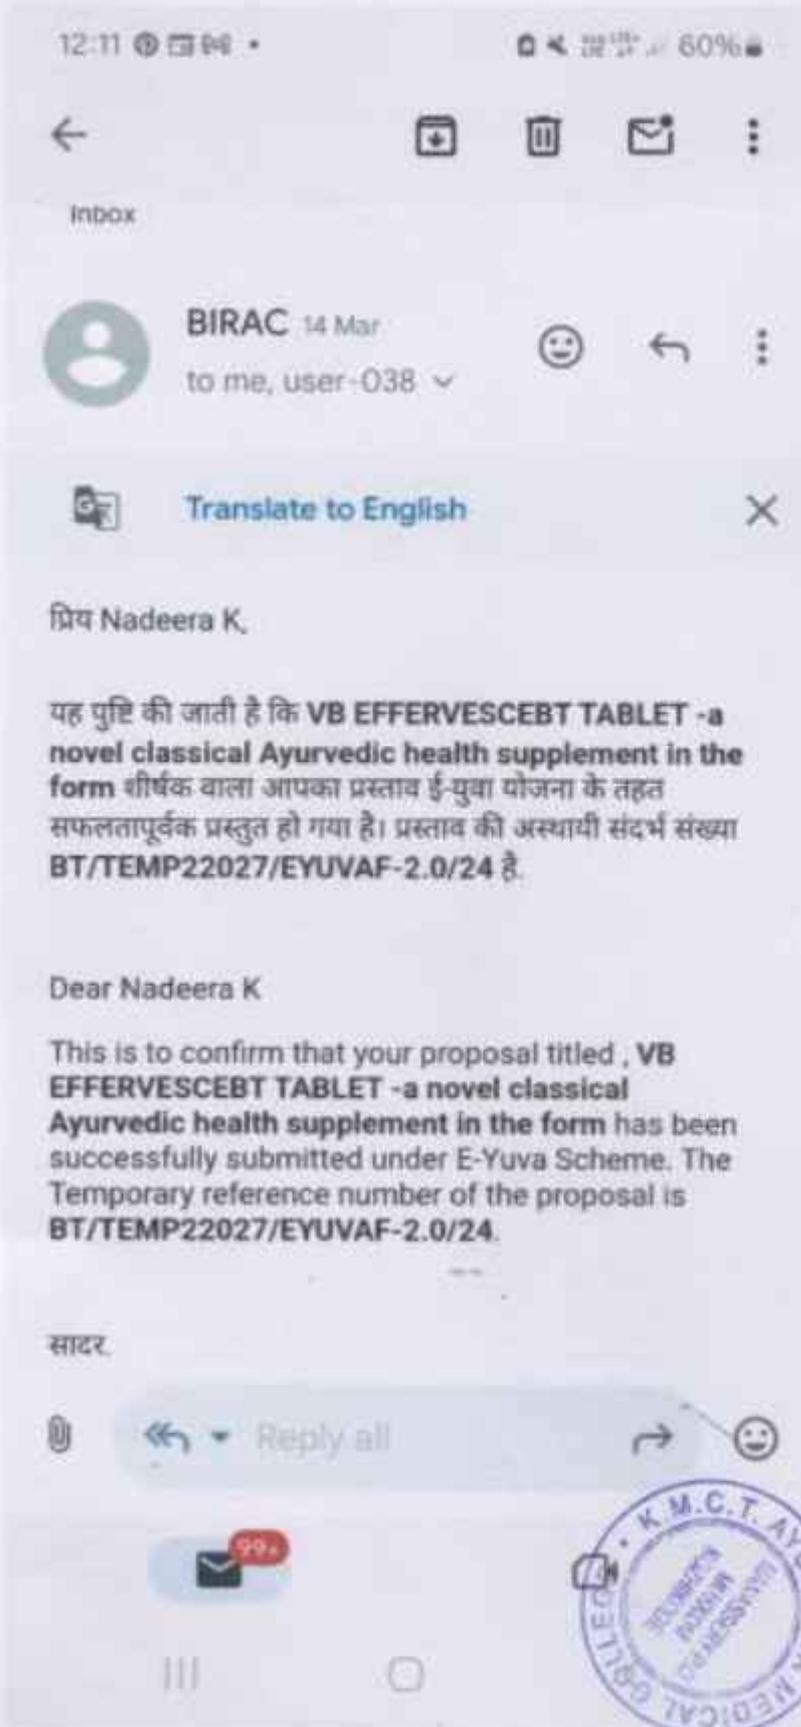 12:11
60%
Inbox
BIRAC 14 Mar
to me, user-038
Translate to English
प्रिय Nadeera K,
यह पुष्टि की जाती है कि VB EFFERVESCEBT TABLET -a
novel classical Ayurvedic health supplement in the
form शीर्षक वाला आपका प्रस्ताव ई-युवा योजना के तहत
सफलतापूर्वक प्रस्तुत हो गया है। प्रस्ताव की अस्थायी संदर्भ संख्या
BT/TEMP22027/EYUVAF-2.0/24 है.
Dear Nadeera K
This is to confirm that your proposal titled , VB
EFFERVESCEBT TABLET -a novel classical
Ayurvedic health supplement in the form has been
successfully submitted under E-Yuva Scheme. The
Temporary reference number of the proposal is
BT/TEMP22027/EYUVAF-2.0/24.
सादर
Reply all
99+
K.M.C.T.
MEDICAL COLLEGE